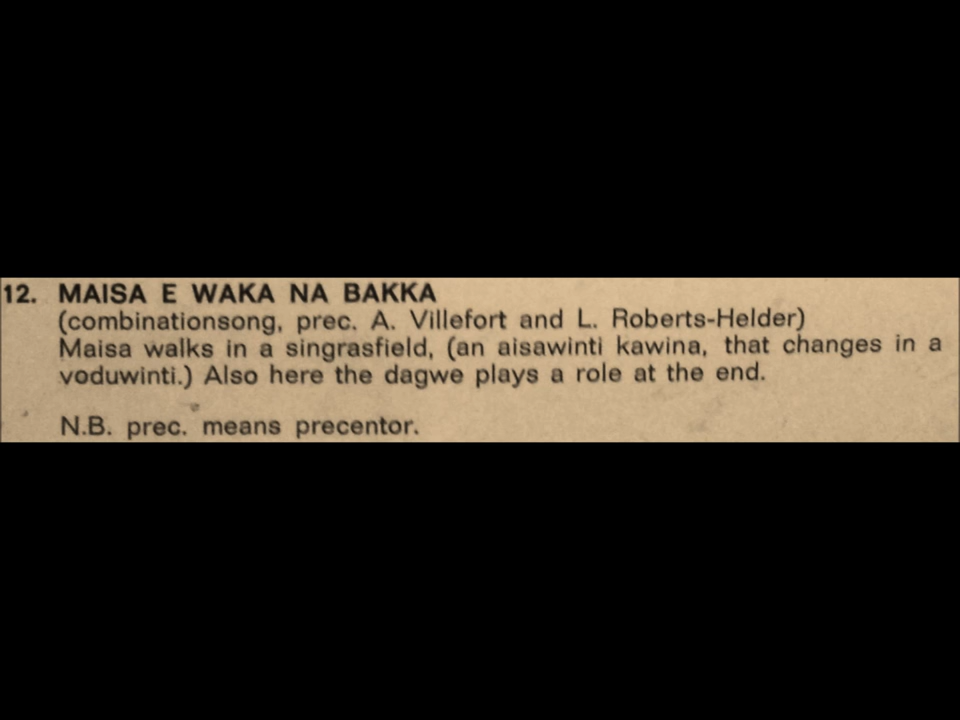 12. MAISA E WAKA NA BAKKA
(combinationsong, prec. A. Villefort and L. Roberts-Helder)
Maisa walks in a singrasfield, (an aisawinti kawina, that changes in a
voduwinti.) Also here the dagwe plays a role at the end.
N.B. prec. means precentor.